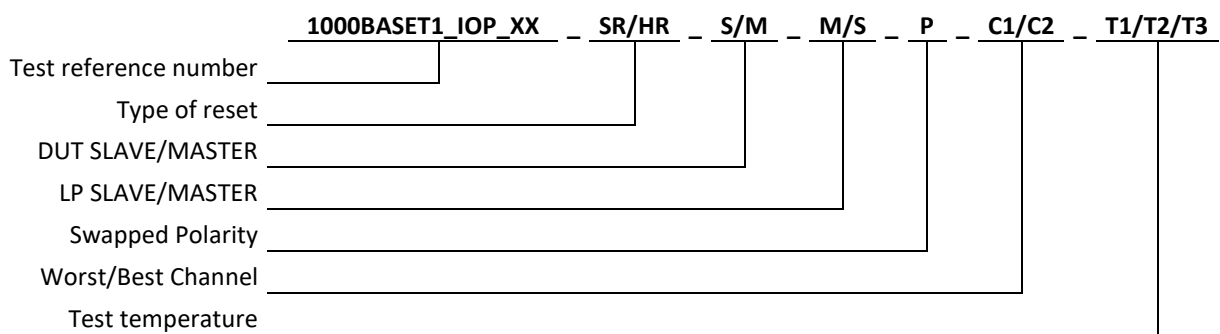 1000BASET1_IOP_XX _ SR/HR _ S/M _ M/S _ P _ C1/C2 _ T1/T2/T3
Test reference number
Type of reset
DUT SLAVE/MASTER
LP SLAVE/MASTER
Swapped Polarity
Worst/Best Channel
Test temperature